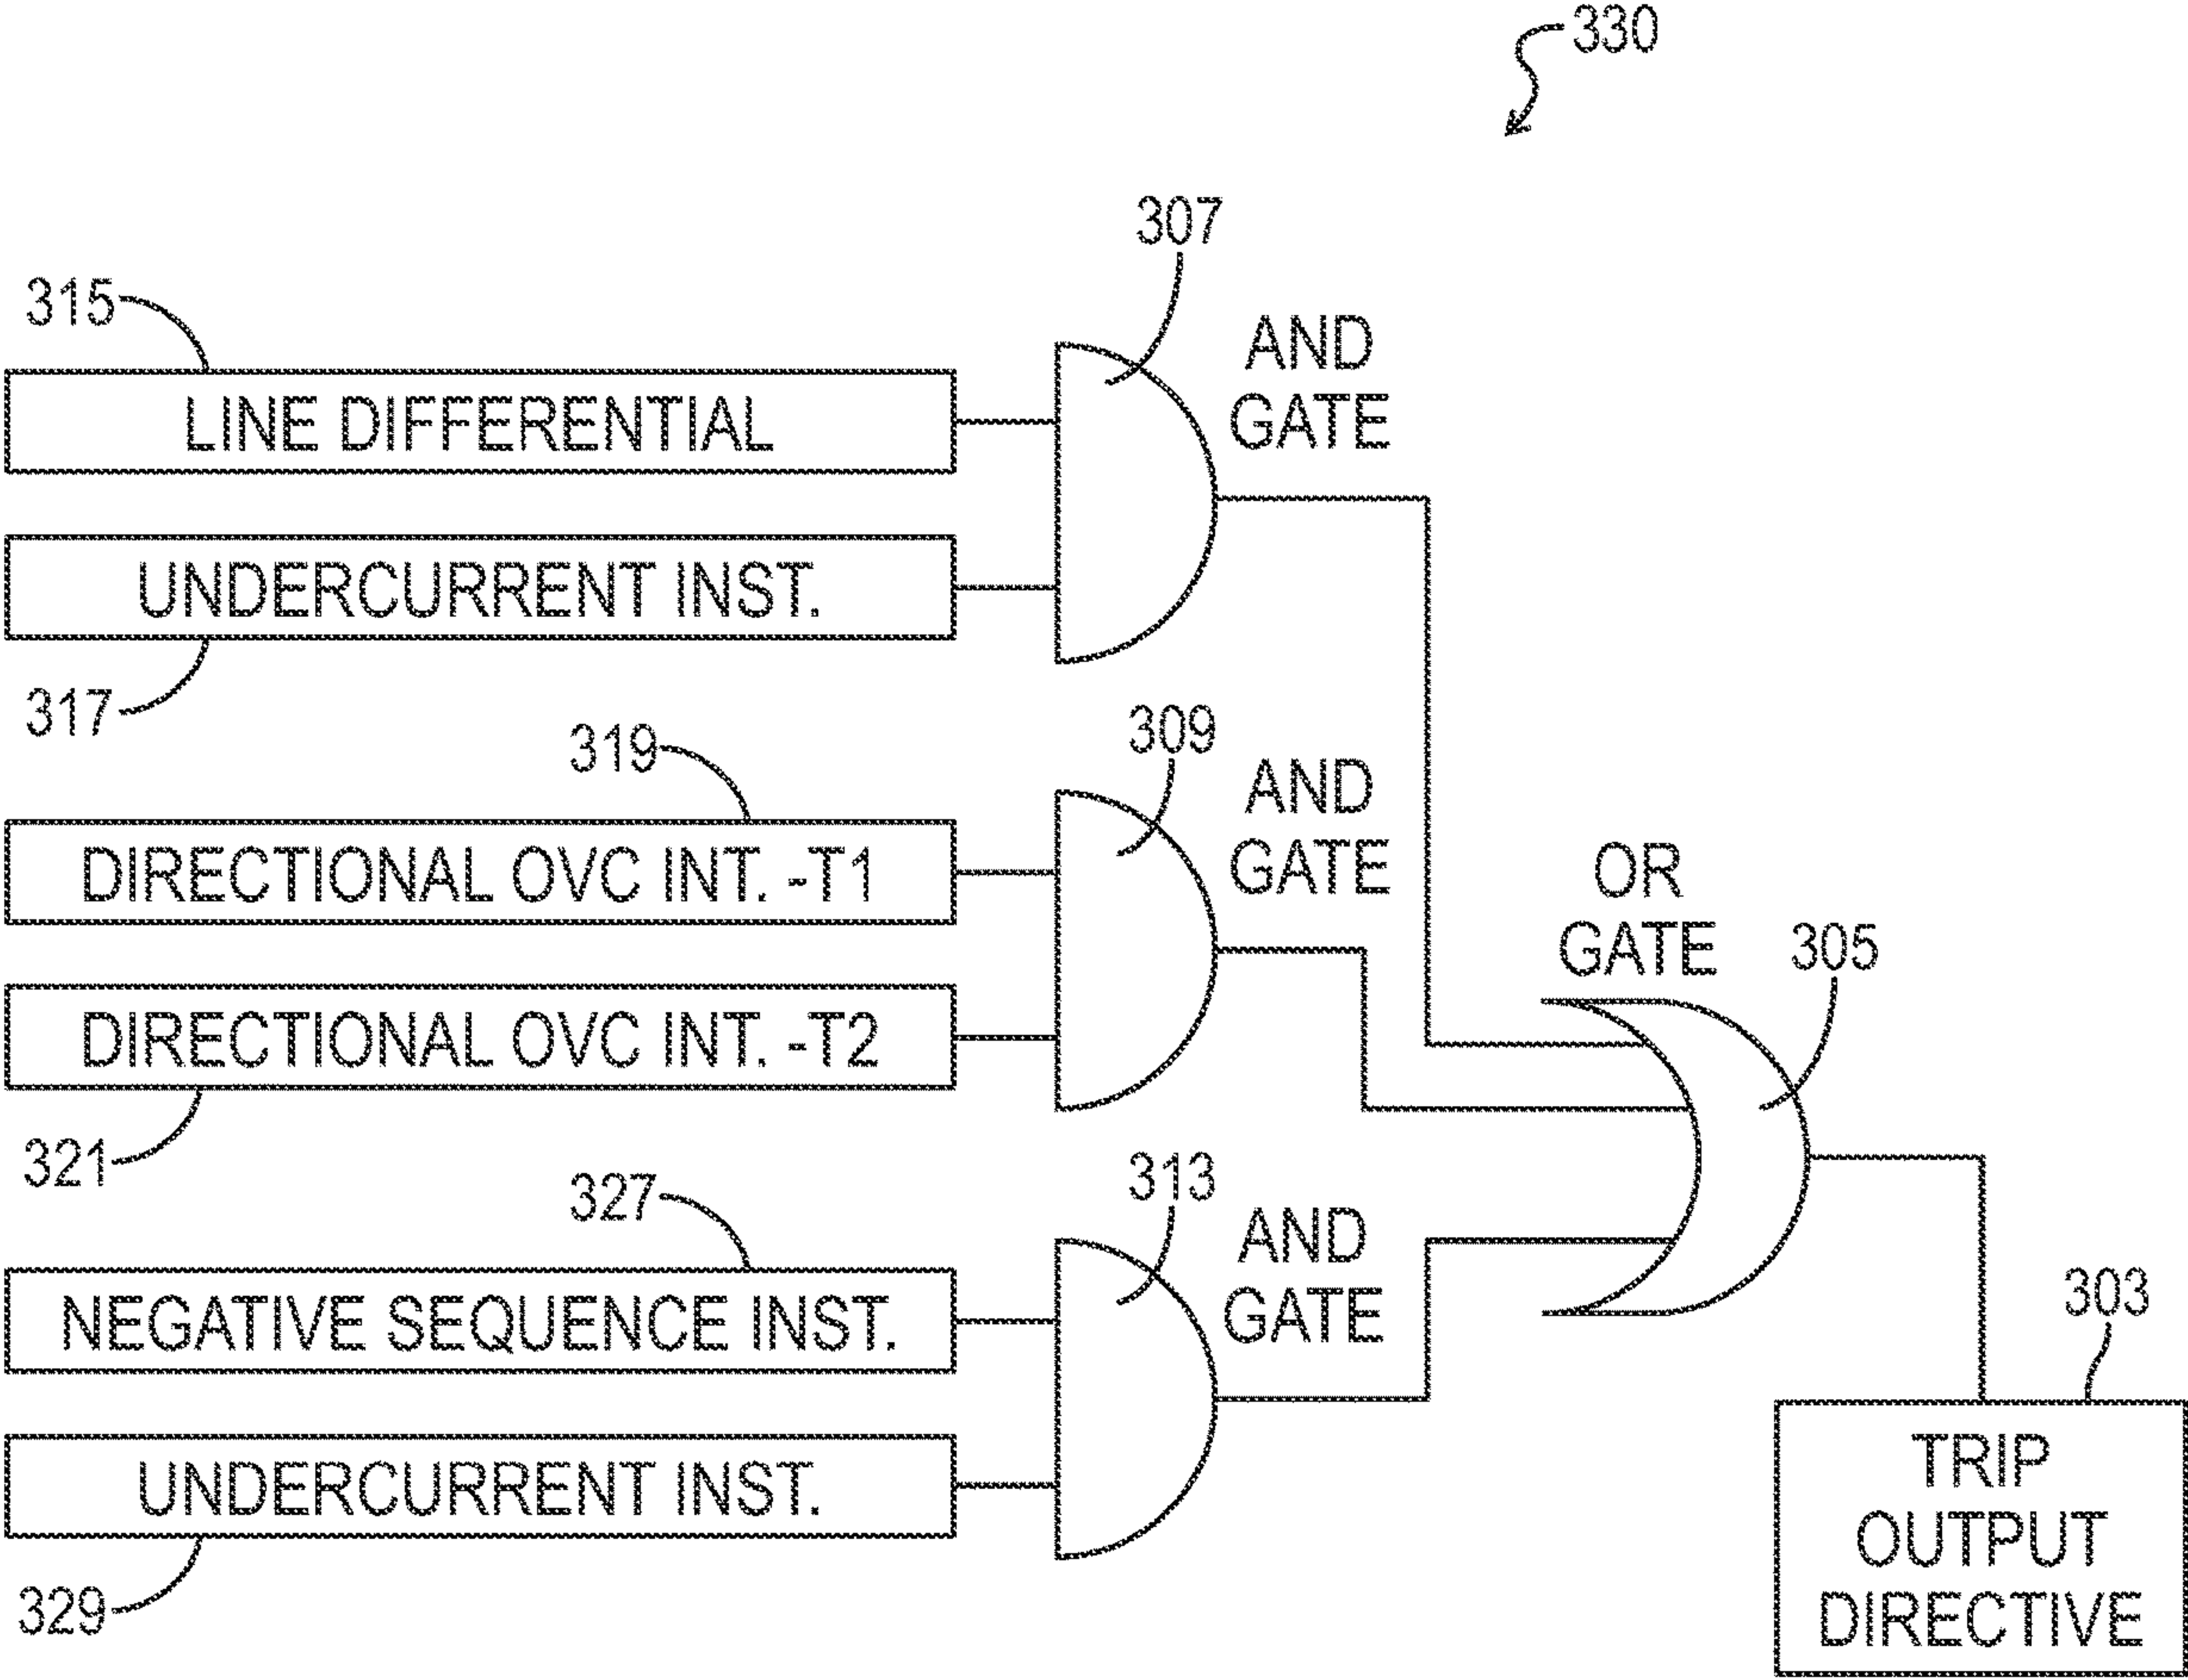 330
307
315
AND
GATE
LINE DIFFERENTIAL
UNDERCURRENT INST.
317
319
309
AND
GATE
DIRECTIONAL OVC INT. -T1
OR
GATE
305
DIRECTIONAL OVC INT. -T2
321
327
313
AND
GATE
303
NEGATIVE SEQUENCE INST.
UNDERCURRENT INST.
329
TRIP
OUTPUT
DIRECTIVE